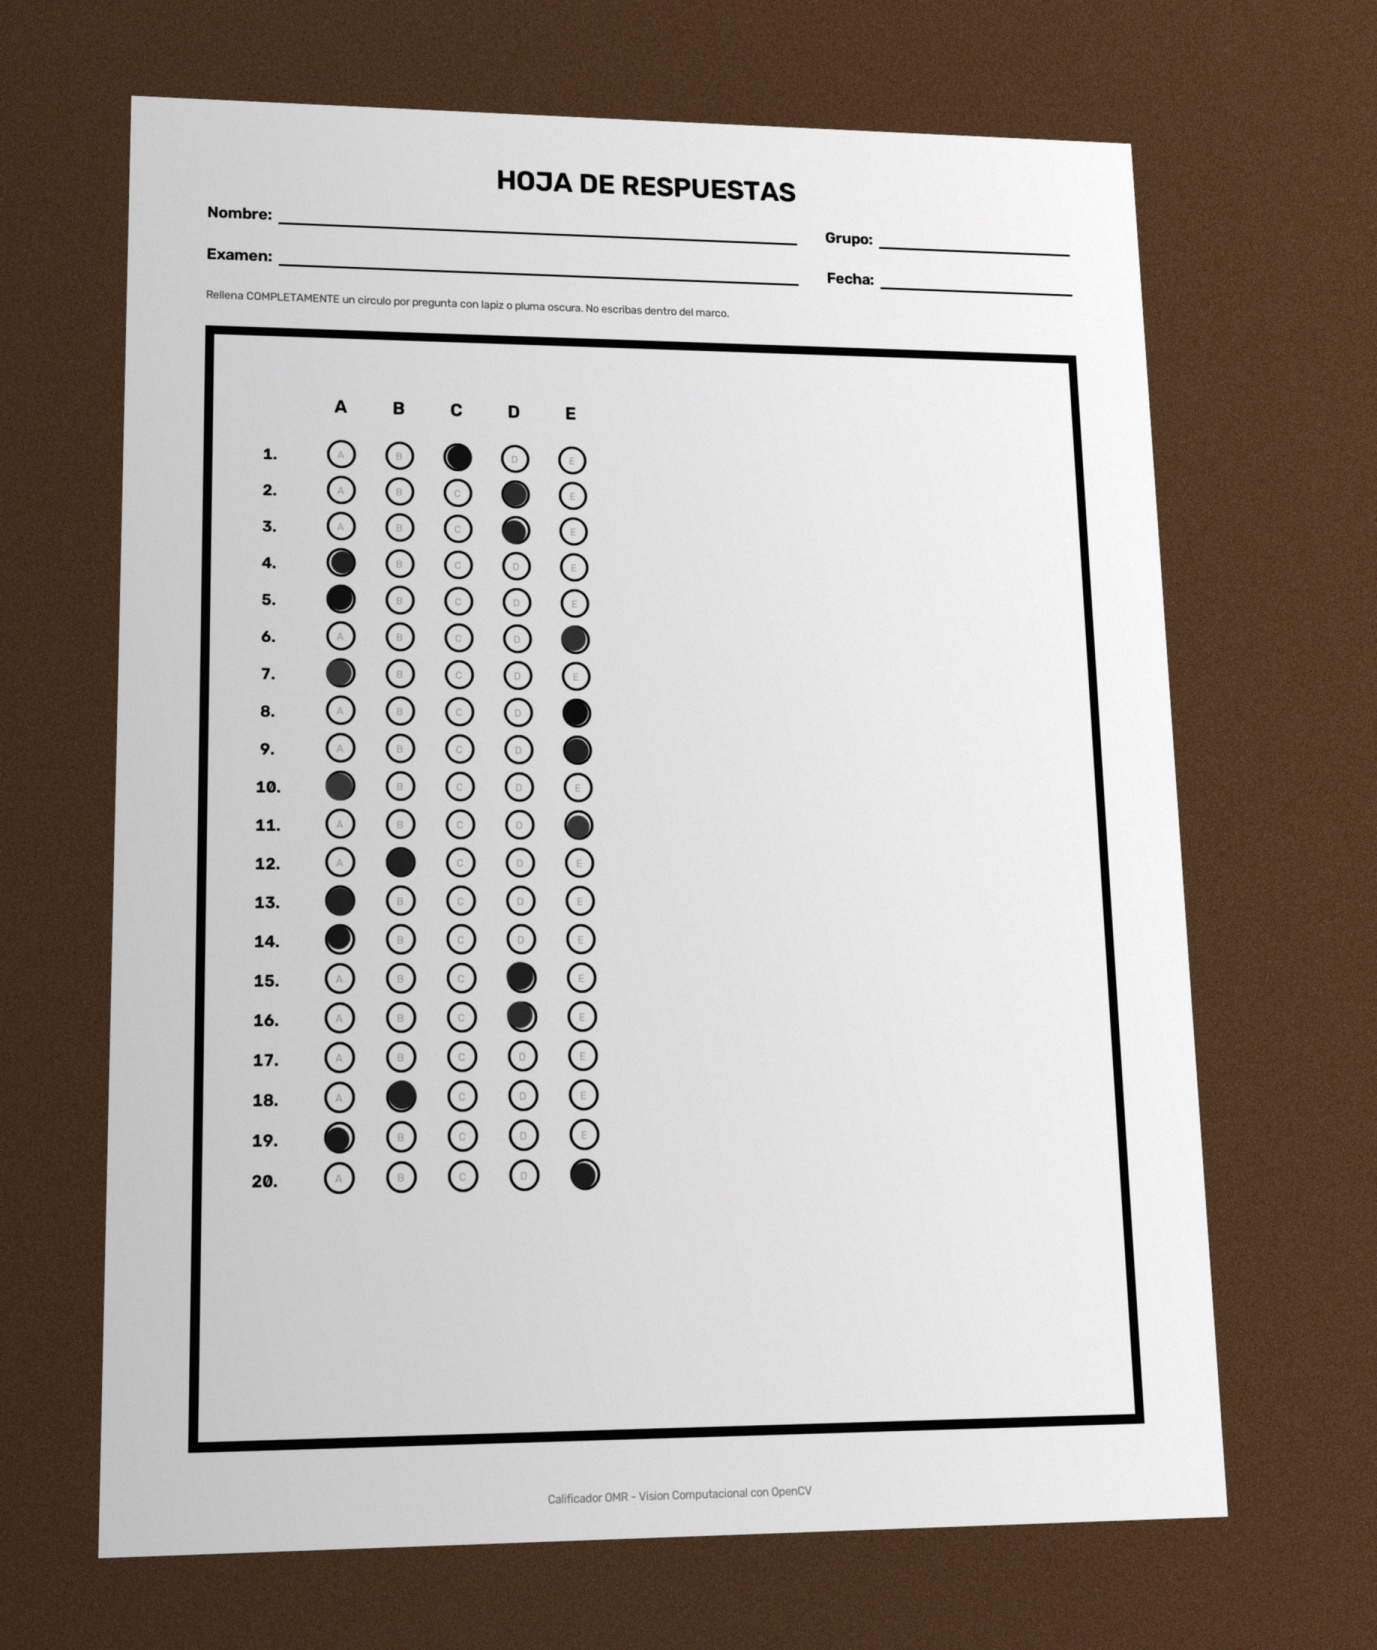 HOJA DE RESPUESTAS
Nombre: Grupo:
Examen: Fecha:
Rellena COMPLETAMENTE un circulo por pregunta con lapiz o pluma oscura. No escribas dentro del marco.
A B C D E
1. A B D E
2. A B C E
3. A B C E
4. B C D E
5. B C D E
6. A B C D
7. B C D E
8. A B C D
9. A B C D
10. B C D E
11. A B C D
12. A C D E
13. B C D E
14. B C D E
15. A B C E
16. A B C E
17. A B C D E
18. A C D E
19. B C D E
20. A B C D
Calificador OMR - Vision Computacional con OpenCV